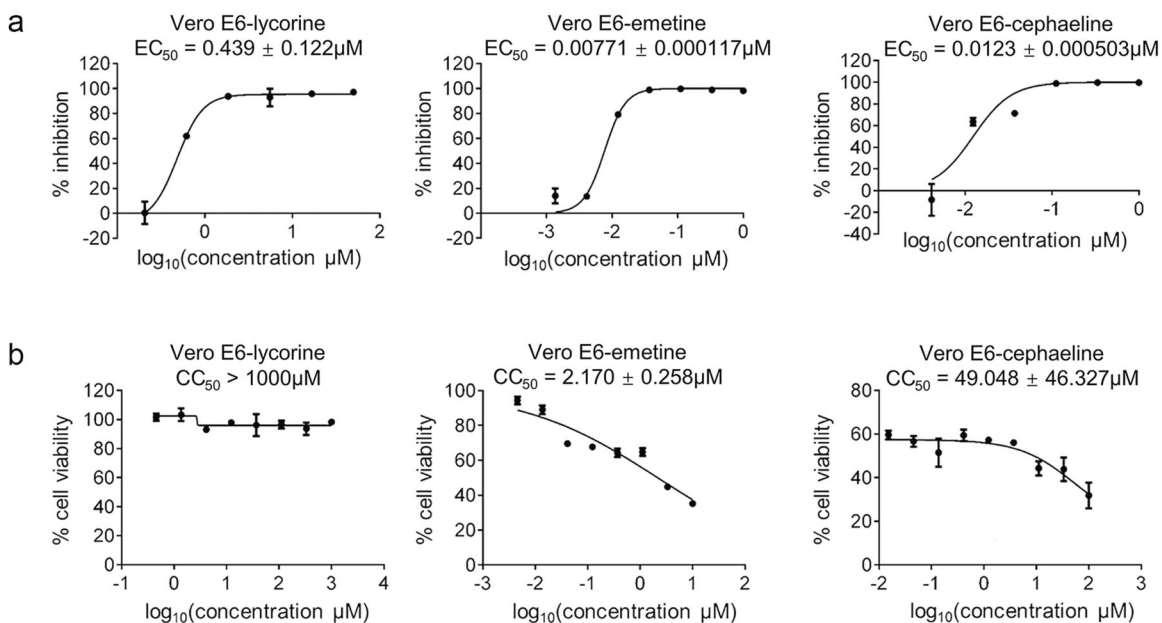 a
Vero E6-lycorine
EC50 = 0.439 ± 0.122µM
120
100
80
60
40
20
0
-20
% inhibition
0
1
2
log10(concentration µM)
Vero E6-emetine
EC50 = 0.00771 ± 0.000117µM
120
100
80
60
40
20
0
-20
% inhibition
-3
-2
-1
0
log10(concentration µM)
Vero E6-cephaeline
EC50 = 0.0123 ± 0.000503µM
120
100
80
60
40
20
0
-20
-40
% inhibition
-2
-1
0
log10(concentration µM)
b
Vero E6-lycorine
CC50 > 1000µM
120
100
80
60
40
20
0
% cell viability
-1
0
1
2
3
4
log10(concentration µM)
Vero E6-emetine
CC50 = 2.170 ± 0.258µM
100
80
60
40
20
0
% cell viability
-3
-2
-1
0
1
2
log10(concentration µM)
Vero E6-cephaeline
CC50 = 49.048 ± 46.327µM
80
60
40
20
0
% cell viability
-2
-1
0
1
2
3
log10(concentration µM)